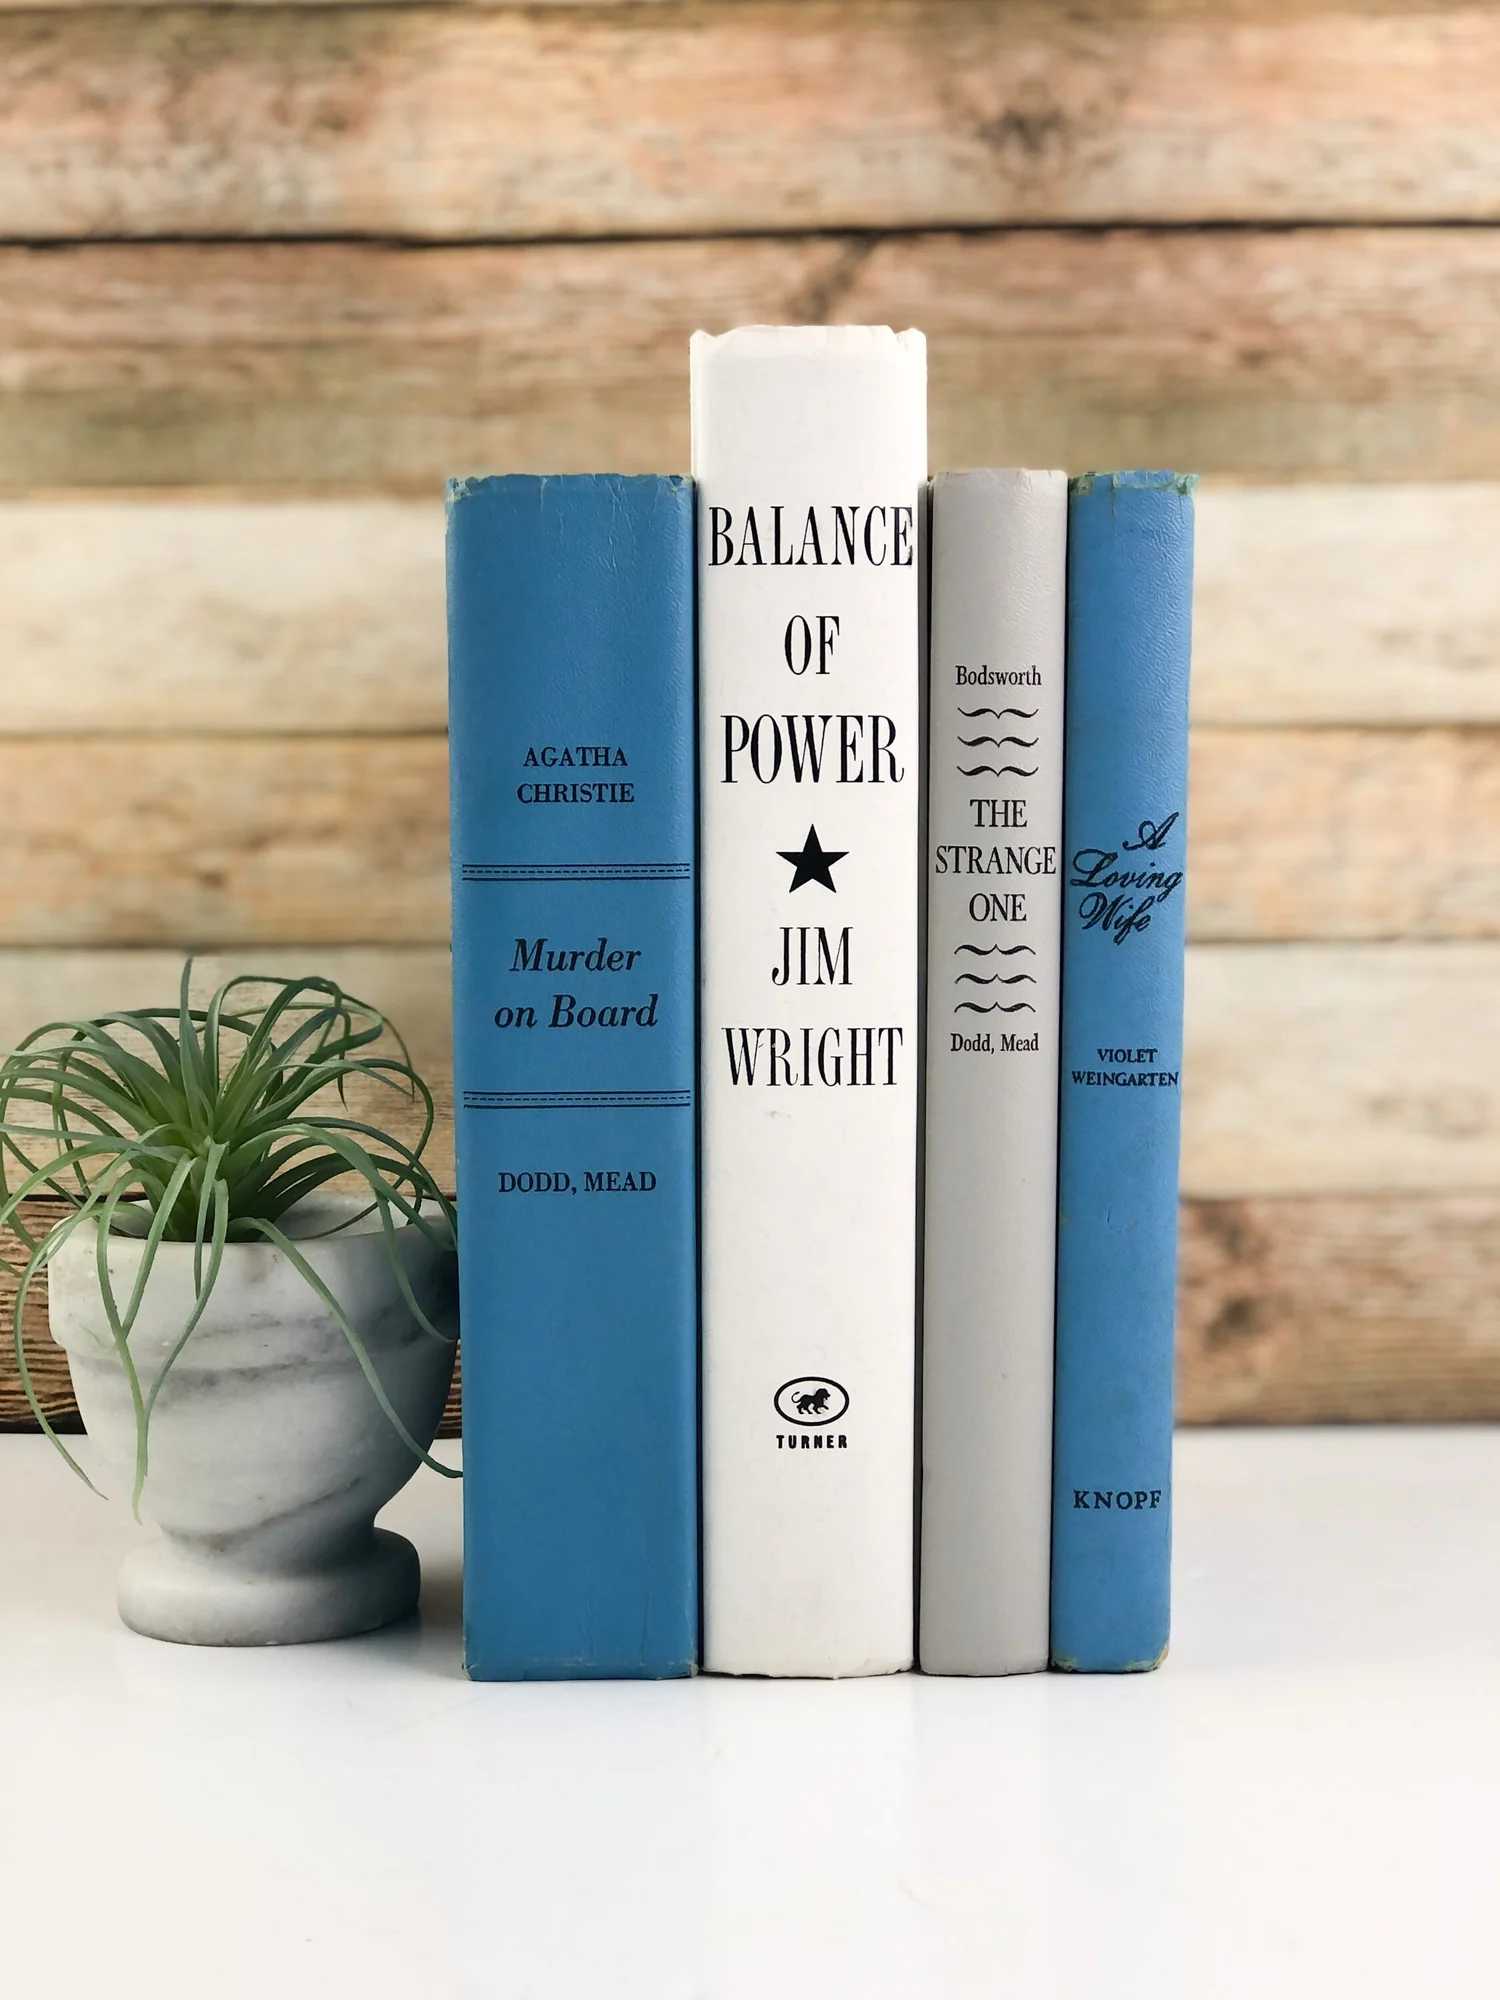 AGATHA
CHRISTIE
Murder
on Board
DODD, MEAD
BALANCE
OF
POWER
JIM
WRIGHT
TURNER
Bodsworth
THE
STRANGE
ONE
Dodd, Mead
A
Loving
Wife
VIOLET
WEINGARTEN
KNOPF